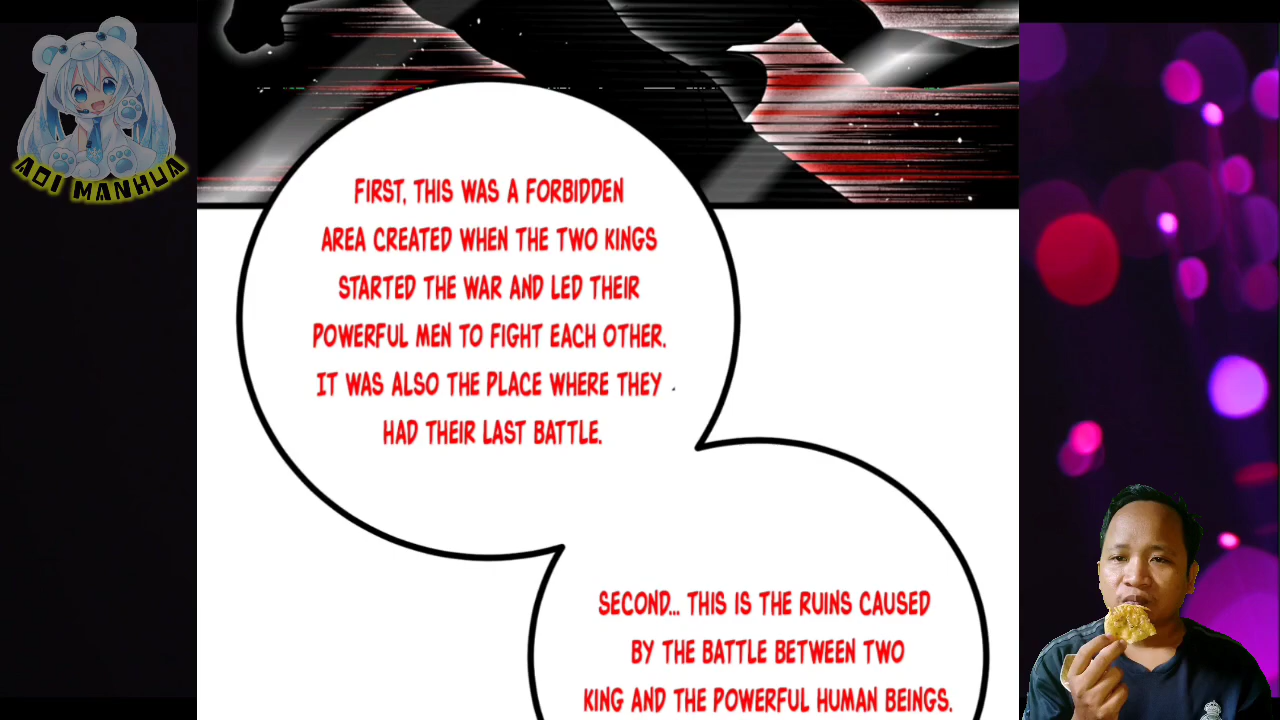 AOI MANHUA
FIRST, THIS WAS A FORBIDDEN
AREA CREATED WHEN THE TWO KINGS
STARTED THE WAR AND LED THEIR
POWERFUL MEN TO FIGHT EACH OTHER.
IT WAS ALSO THE PLACE WHERE THEY
HAD THEIR LAST BATTLE.
SECOND... THIS IS THE RUINS CAUSED
BY THE BATTLE BETWEEN TWO
KING AND THE POWERFUL HUMAN BEINGS.